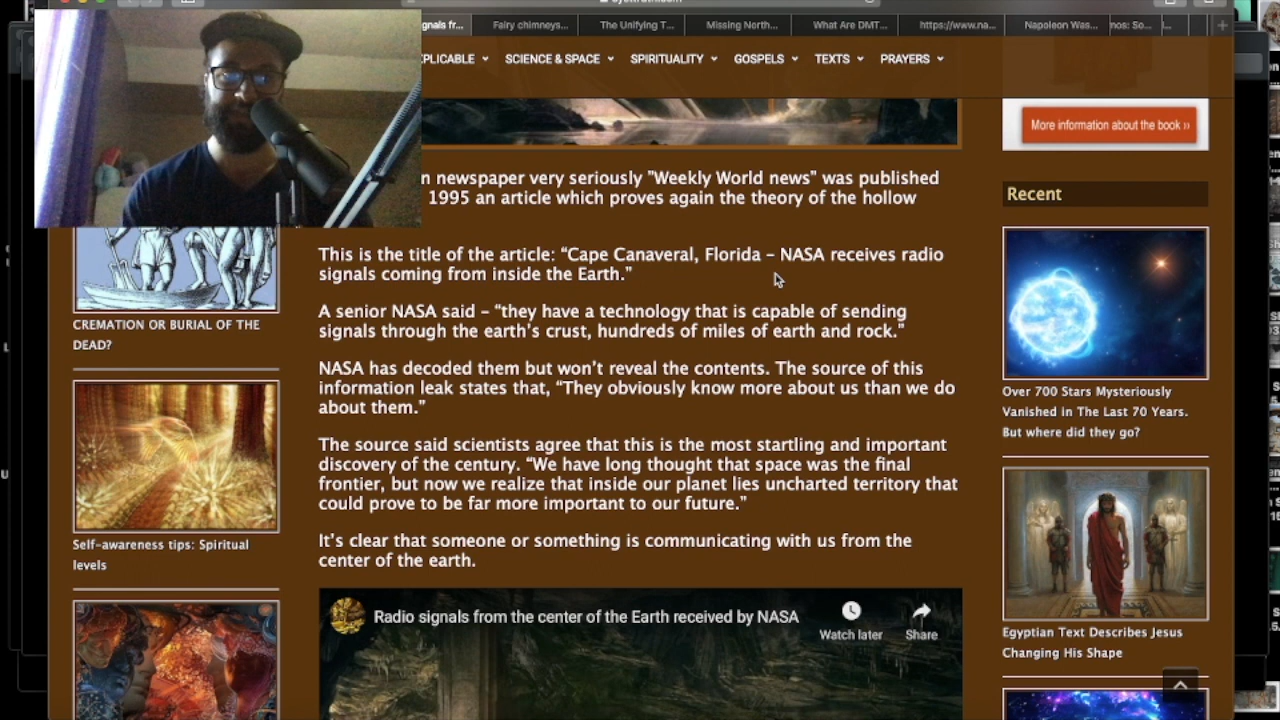 gnals fr...
Fairy chimneys...
The Unifying T...
Missing North...
What Are DMT...
https://www.na...
Napoleon Was...
nos: So...
PLICABLE
SCIENCE & SPACE
SPIRITUALITY
GOSPELS
TEXTS
PRAYERS
n newspaper very seriously "Weekly World news" was published
1995 an article which proves again the theory of the hollow
This is the title of the article: “Cape Canaveral, Florida – NASA receives radio
signals coming from inside the Earth.”
A senior NASA said – “they have a technology that is capable of sending
signals through the earth’s crust, hundreds of miles of earth and rock.”
NASA has decoded them but won’t reveal the contents. The source of this
information leak states that, “They obviously know more about us than we do
about them.”
The source said scientists agree that this is the most startling and important
discovery of the century. “We have long thought that space was the final
frontier, but now we realize that inside our planet lies uncharted territory that
could prove to be far more important to our future.”
It’s clear that someone or something is communicating with us from the
center of the earth.
Radio signals from the center of the Earth received by NASA
Watch later
Share
CREMATION OR BURIAL OF THE
DEAD?
Self-awareness tips: Spiritual
levels
More information about the book ››
Recent
Over 700 Stars Mysteriously
Vanished in The Last 70 Years.
But where did they go?
Egyptian Text Describes Jesus
Changing His Shape